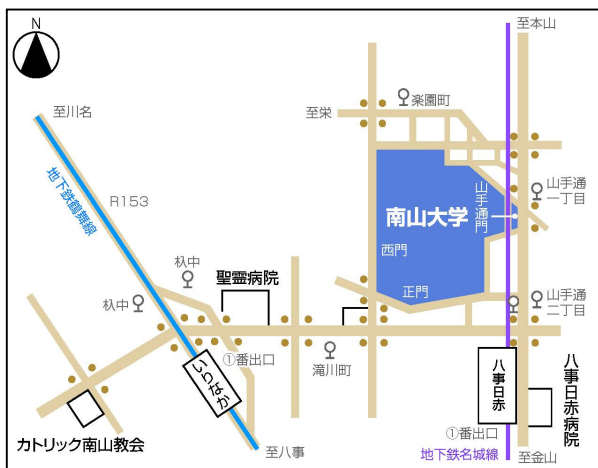 N
至本山
楽園町
至栄
至川名
地下鉄鶴舞線
R153
山手通門
南山大学
山手通
一丁目
西門
正門
杁中
聖霊病院
杁中
山手通
二丁目
①番出口
滝川町
いりなか
八事日赤
八事日赤病院
カトリック南山教会
至八事
①番出口
地下鉄名城線
至金山